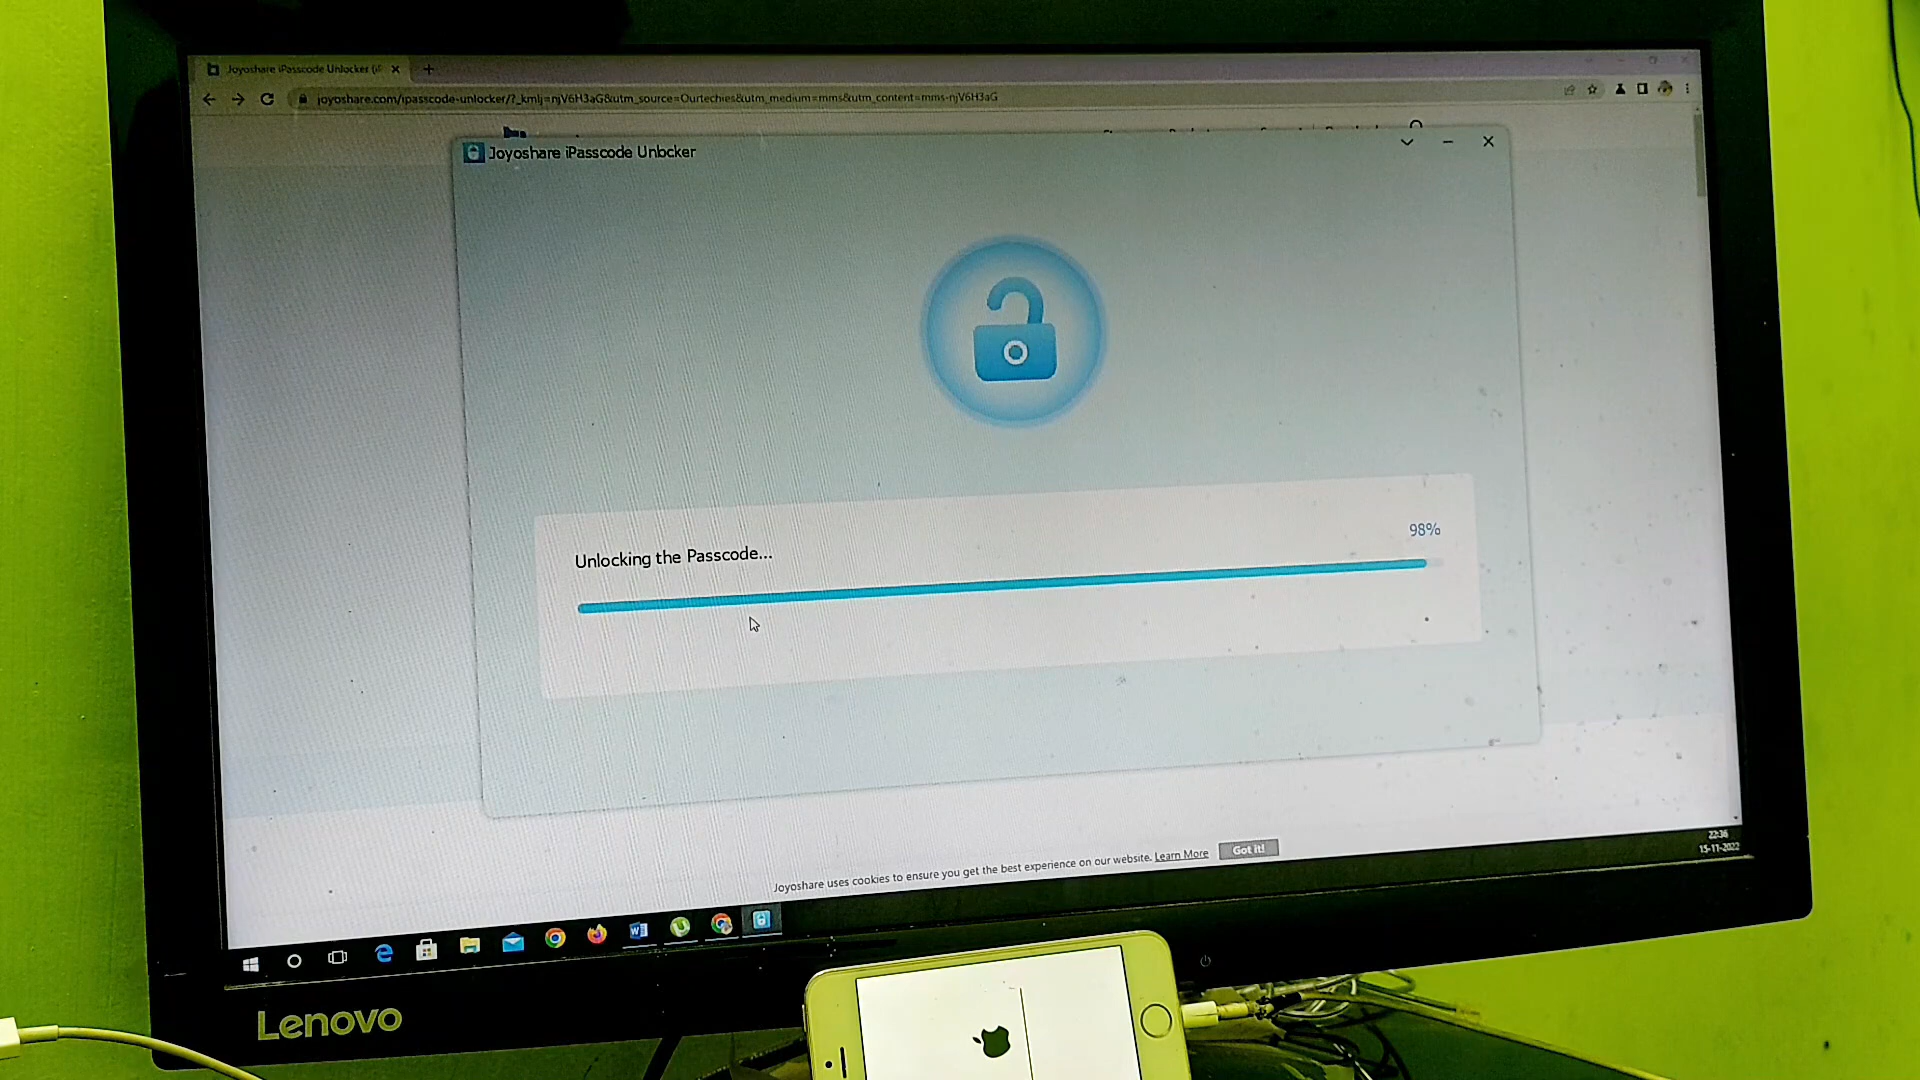 Joyoshare iPasscode Unlocker (iP
joyoshare.com/ipasscode-unlocker/?_kmlj=njV6H3aG&utm_source=Ourtechies&utm_medium=mms&utm_content=mms-njV6H3aG
Joyoshare iPasscode Unlocker
98%
Unlocking the Passcode...
Joyoshare uses cookies to ensure you get the best experience on our website. Learn More
Got it!
22:36
15-11-2022
Lenovo